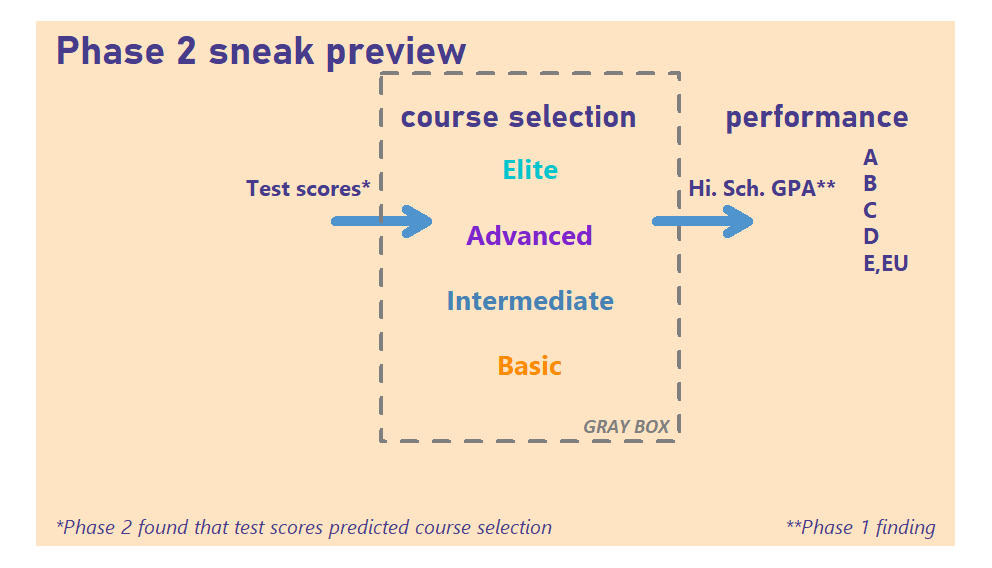 Phase 2 sneak preview
course selection
performance
Elite
A
Test scores*
Hi. Sch. GPA**
B
C
Advanced
D
E,EU
Intermediate
Basic
GRAY BOX
*Phase 2 found that test scores predicted course selection
**Phase 1 finding